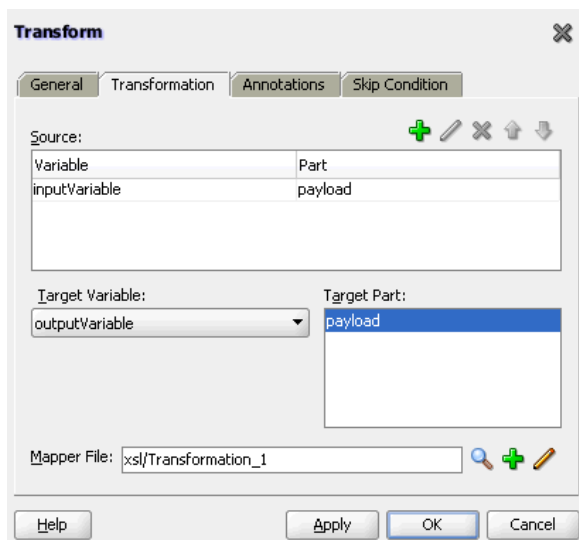 Transform
General Transformation Annotations Skip Condition
Source:
Variable Part
inputVariable payload
Target Variable: Target Part:
outputVariable payload
Mapper File: xsl/Transformation_1
Help Apply OK Cancel